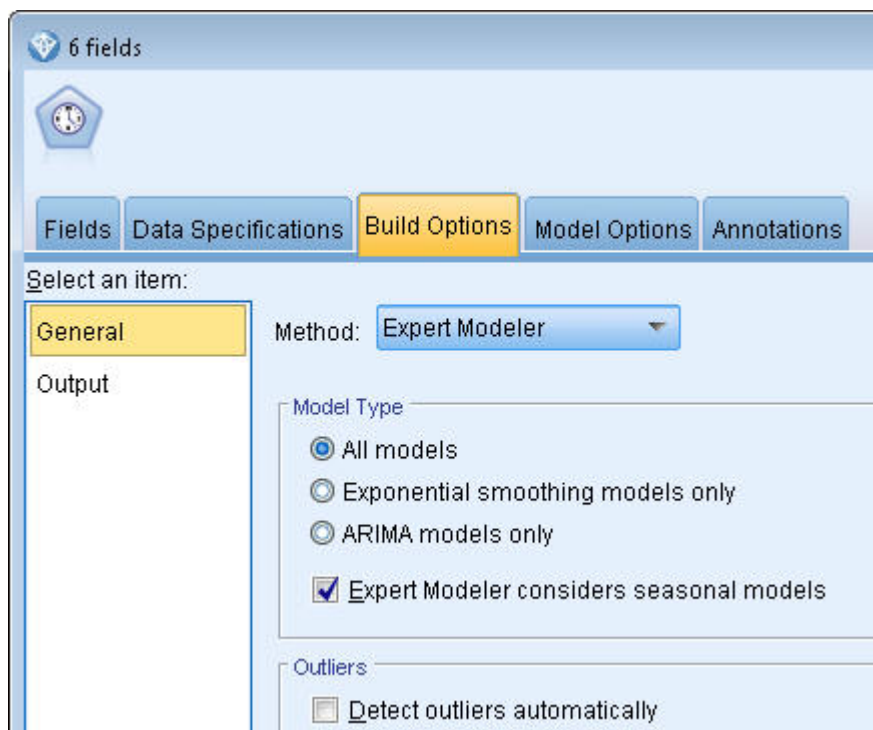 6 fields
Fields Data Specifications Build Options Model Options Annotations
Select an item:
General
Output
Method: Expert Modeler
Model Type
All models
Exponential smoothing models only
ARIMA models only
Expert Modeler considers seasonal models
Outliers
Detect outliers automatically